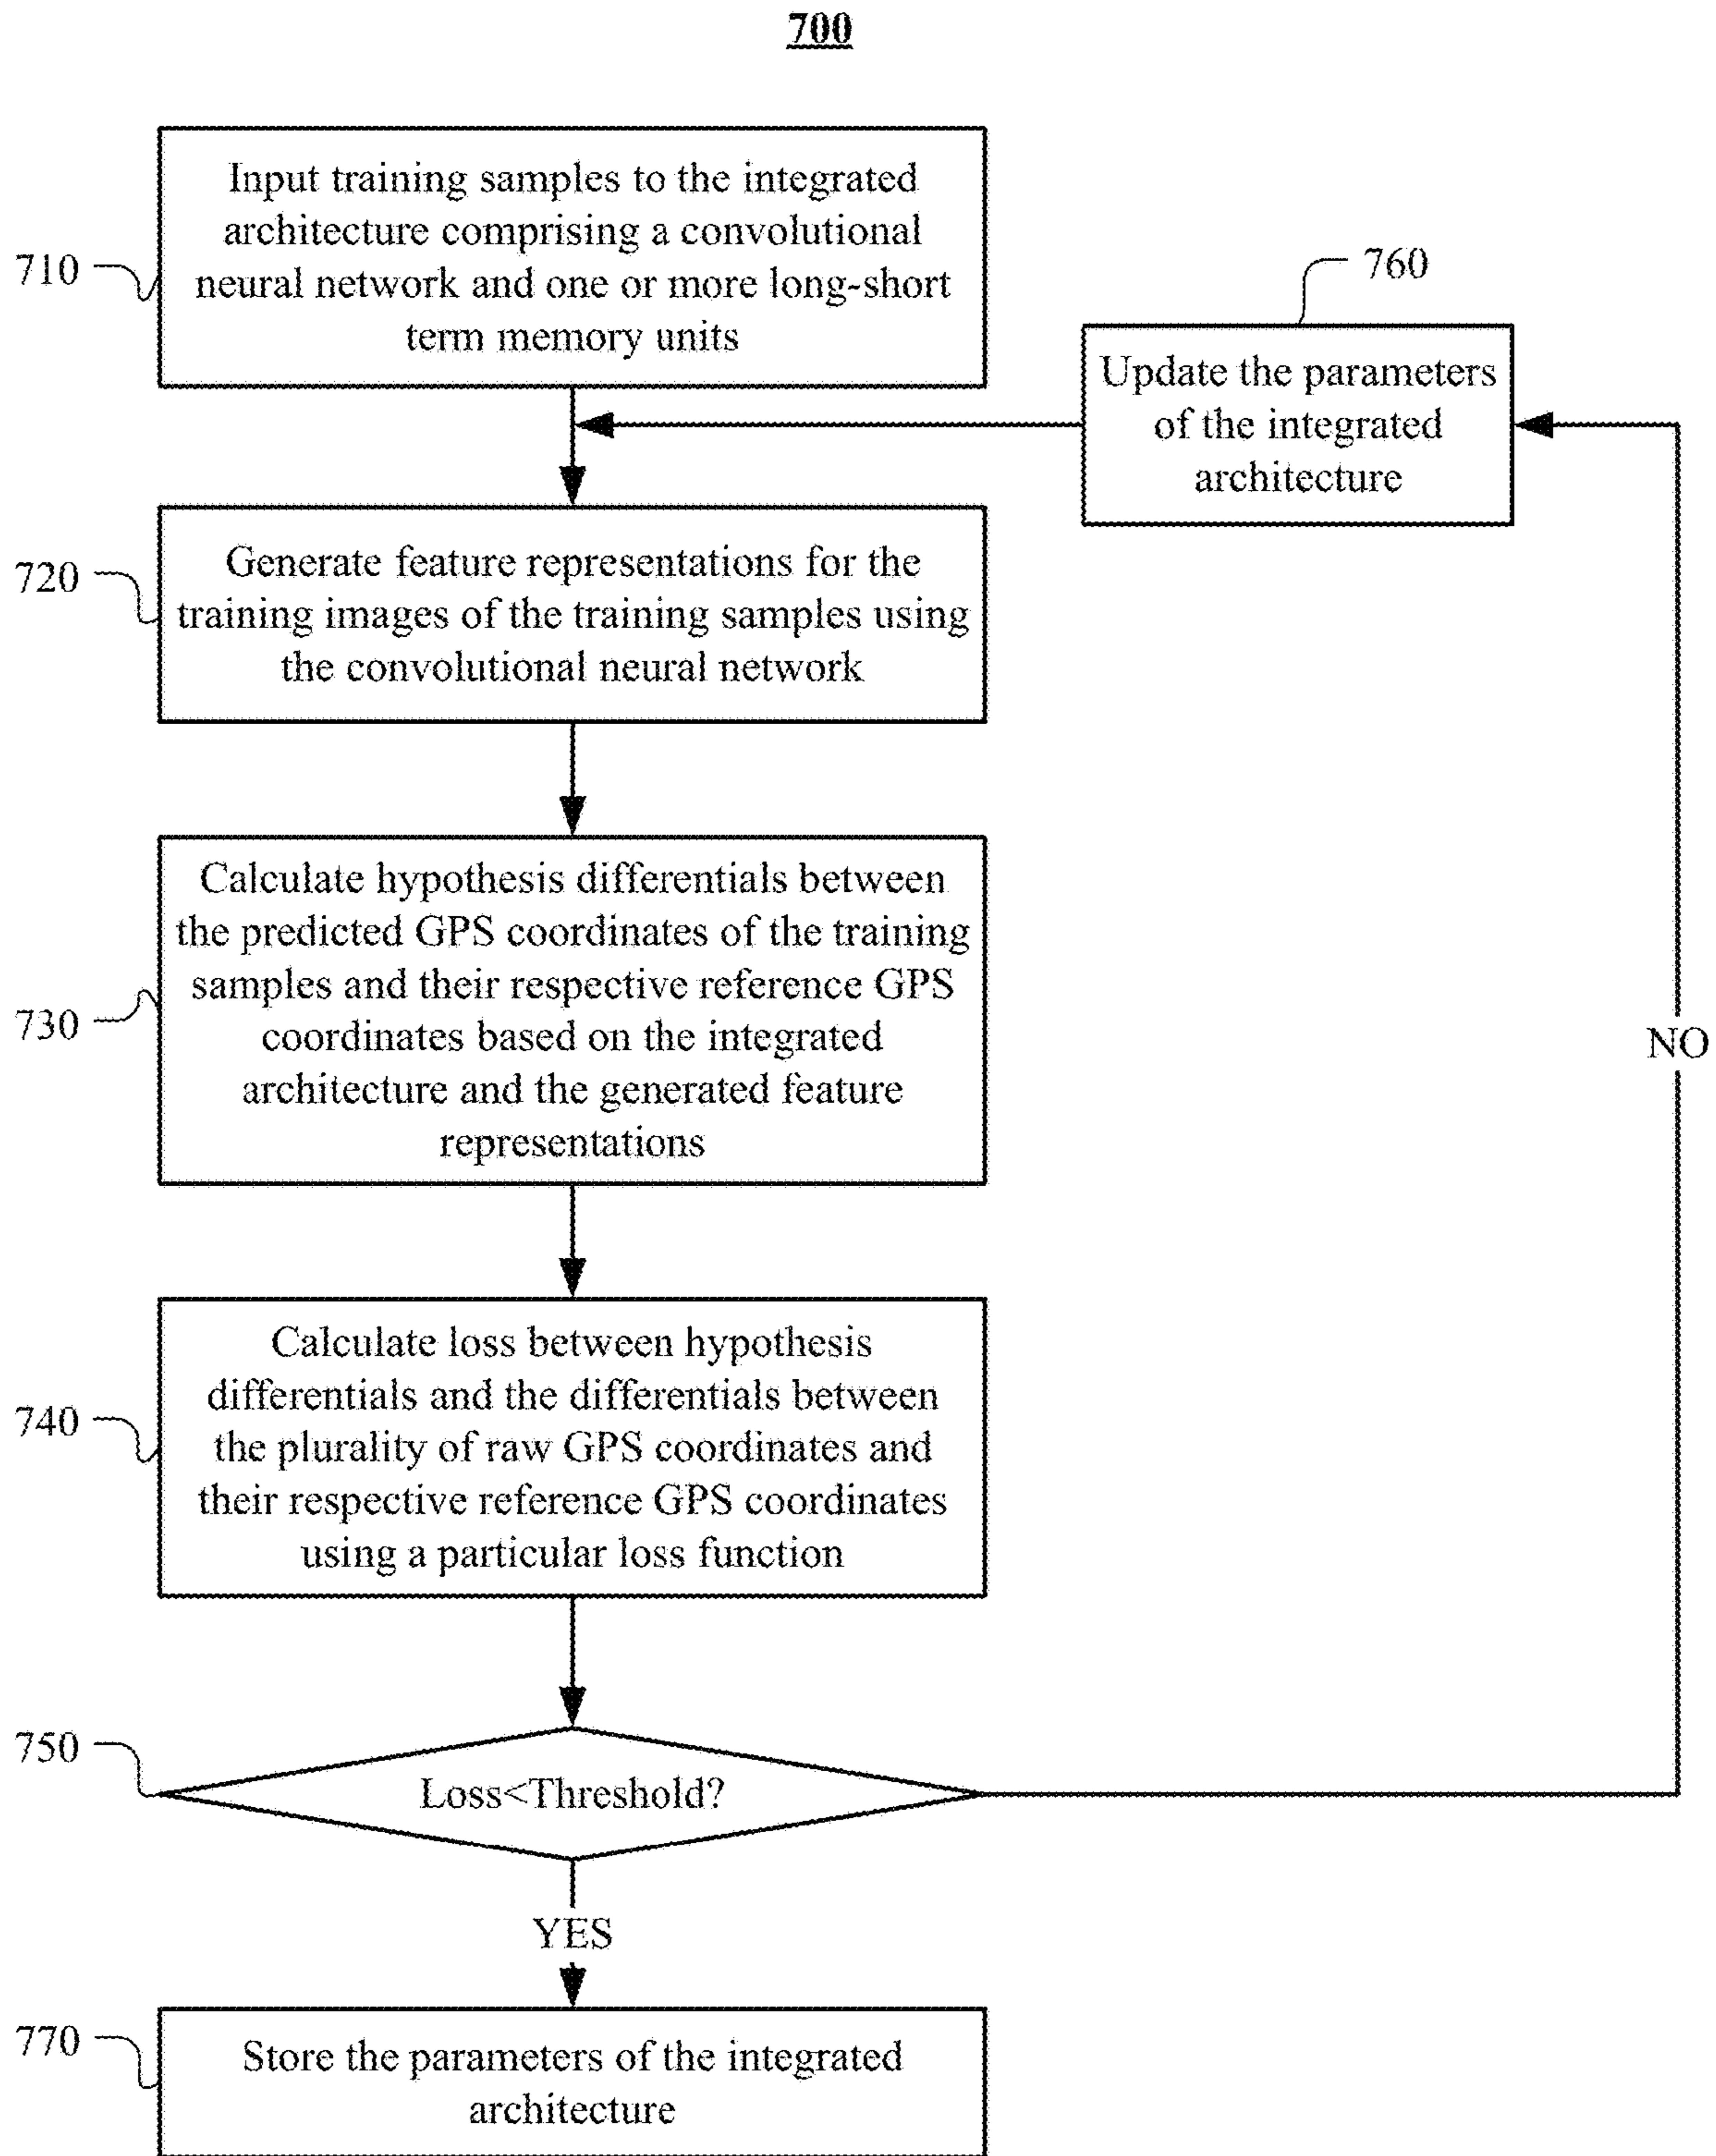 700
710
Input training samples to the integrated
architecture comprising a convolutional
neural network and one or more long-short
term memory units
760
Update the parameters
of the integrated
architecture
720
Generate feature representations for the
training images of the training samples using
the convolutional neural network
730
Calculate hypothesis differentials between
the predicted GPS coordinates of the training
samples and their respective reference GPS
coordinates based on the integrated
architecture and the generated feature
representations
NO
740
Calculate loss between hypothesis
differentials and the differentials between
the plurality of raw GPS coordinates and
their respective reference GPS coordinates
using a particular loss function
750
Loss<Threshold?
YES
770
Store the parameters of the integrated
architecture